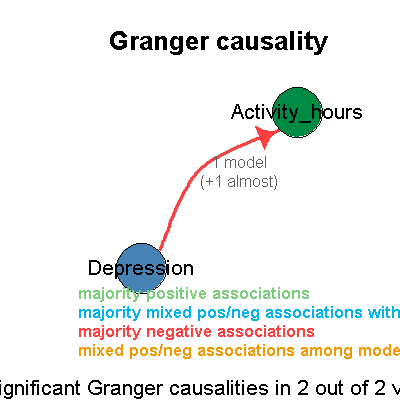 Granger causality
Activity_hours
1 model
(+1 almost)
Depression
majority positive associations
majority mixed pos/neg associations with
majority negative associations
mixed pos/neg associations among mode
ignificant Granger causalities in 2 out of 2 v